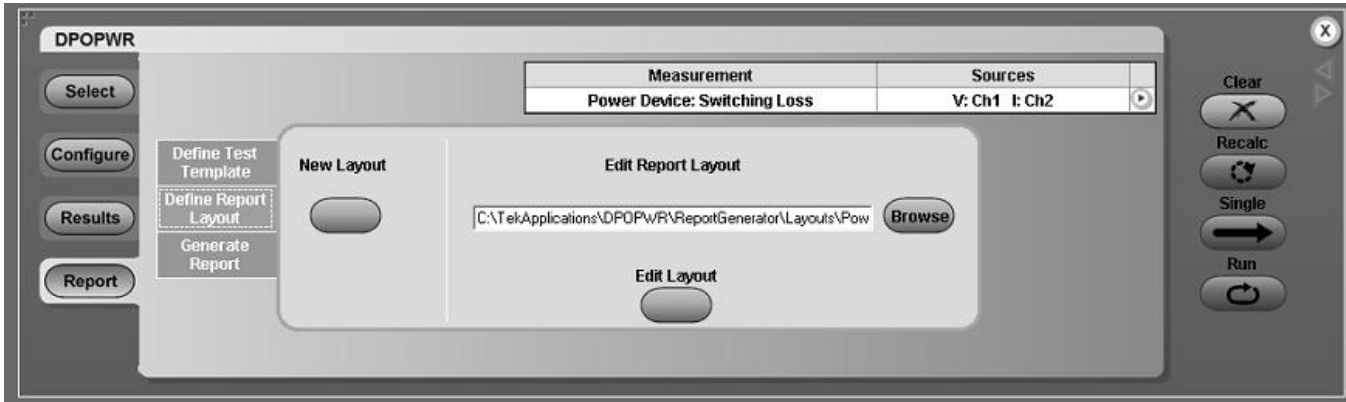 DPOPWR
X
Measurement Sources
Power Device: Switching Loss V: Ch1 I: Ch2
Select
Configure
Results
Report
Define Test
Template
Define Report
Layout
Generate
Report
New Layout
Edit Report Layout
C:\TekApplications\DPOPWR\ReportGenerator\Layouts\Pow
Browse
Edit Layout
Clear
Recalc
Single
Run